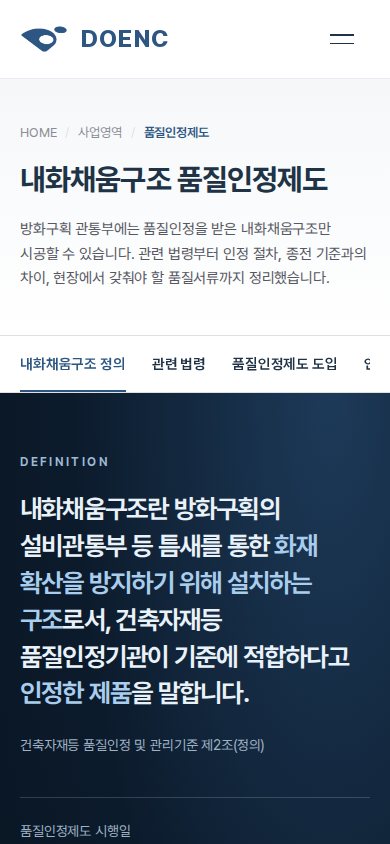 DOENC
HOME / 사업영역 / 품질인정제도
내화채움구조 품질인정제도
방화구획 관통부에는 품질인정을 받은 내화채움구조만
시공할 수 있습니다. 관련 법령부터 인정 절차, 종전 기준과의
차이, 현장에서 갖춰야 할 품질서류까지 정리했습니다.
내화채움구조 정의 관련 법령 품질인정제도 도입
DEFINITION
내화채움구조란 방화구획의
설비관통부 등 틈새를 통한 화재
확산을 방지하기 위해 설치하는
구조로서, 건축자재등
품질인정기관이 기준에 적합하다고
인정한 제품을 말합니다.
건축자재등 품질인정 및 관리기준 제2조(정의)
품질인정제도 시행일